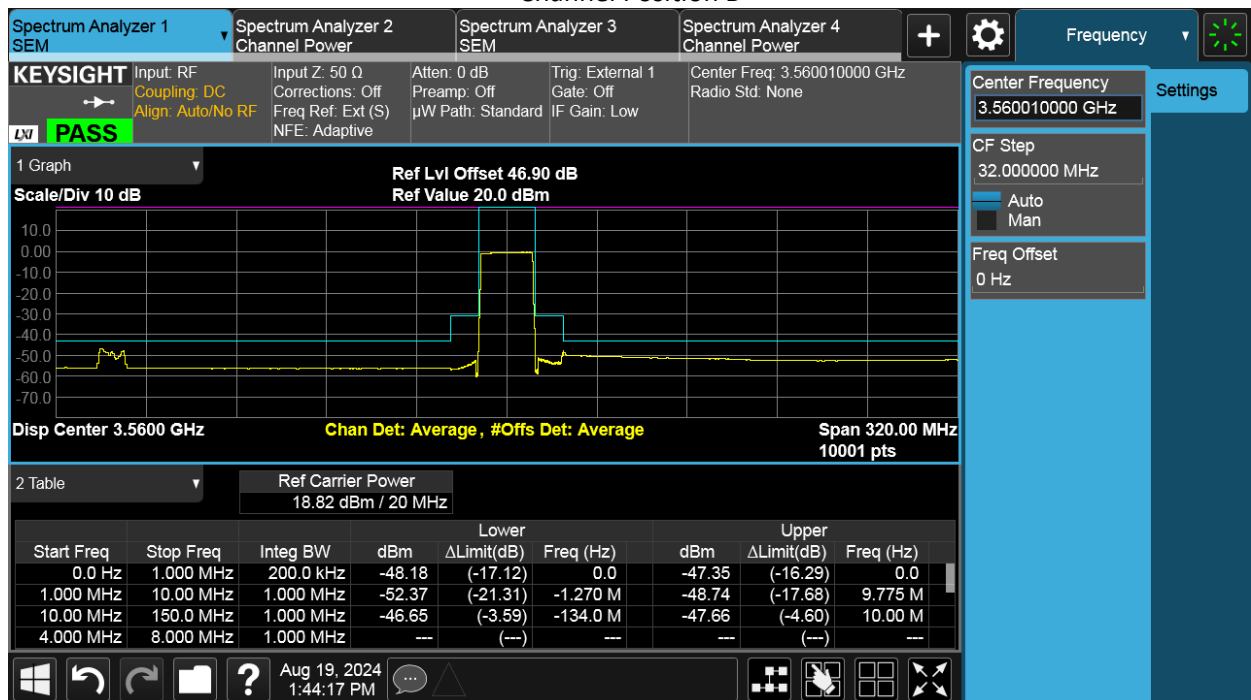 Spectrum Analyzer 1
SEM
Spectrum Analyzer 2
Channel Power
Spectrum Analyzer 3
SEM
Spectrum Analyzer 4
Channel Power
+
Frequency
KEYSIGHT
LXI PASS
Input: RF
Coupling: DC
Align: Auto/No RF
Input Z: 50 Ω
Corrections: Off
Freq Ref: Ext (S)
NFE: Adaptive
Atten: 0 dB
Preamp: Off
µW Path: Standard
Trig: External 1
Gate: Off
IF Gain: Low
Center Freq: 3.560010000 GHz
Radio Std: None
Center Frequency
3.560010000 GHz
Settings
CF Step
32.000000 MHz
Auto
Man
Freq Offset
0 Hz
1 Graph
Scale/Div 10 dB
Ref Lvl Offset 46.90 dB
Ref Value 20.0 dBm
10.0
0.00
-10.0
-20.0
-30.0
-40.0
-50.0
-60.0
-70.0
Disp Center 3.5600 GHz
Chan Det: Average , #Offs Det: Average
Span 320.00 MHz
10001 pts
2 Table
Ref Carrier Power
18.82 dBm / 20 MHz
Lower Upper
Start Freq Stop Freq Integ BW dBm ΔLimit(dB) Freq (Hz) dBm ΔLimit(dB) Freq (Hz)
0.0 Hz 1.000 MHz 200.0 kHz -48.18 (-17.12) 0.0 -47.35 (-16.29) 0.0
1.000 MHz 10.00 MHz 1.000 MHz -52.37 (-21.31) -1.270 M -48.74 (-17.68) 9.775 M
10.00 MHz 150.0 MHz 1.000 MHz -46.65 (-3.59) -134.0 M -47.66 (-4.60) 10.00 M
4.000 MHz 8.000 MHz 1.000 MHz --- (---) --- --- (---) ---
?
Aug 19, 2024
1:44:17 PM